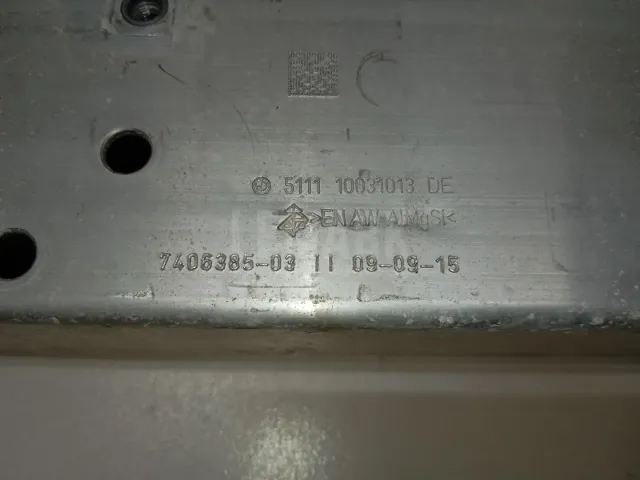 5111 10031013 DE
>EN AW-AlMgSi<
7406385-03 II 09-09-15